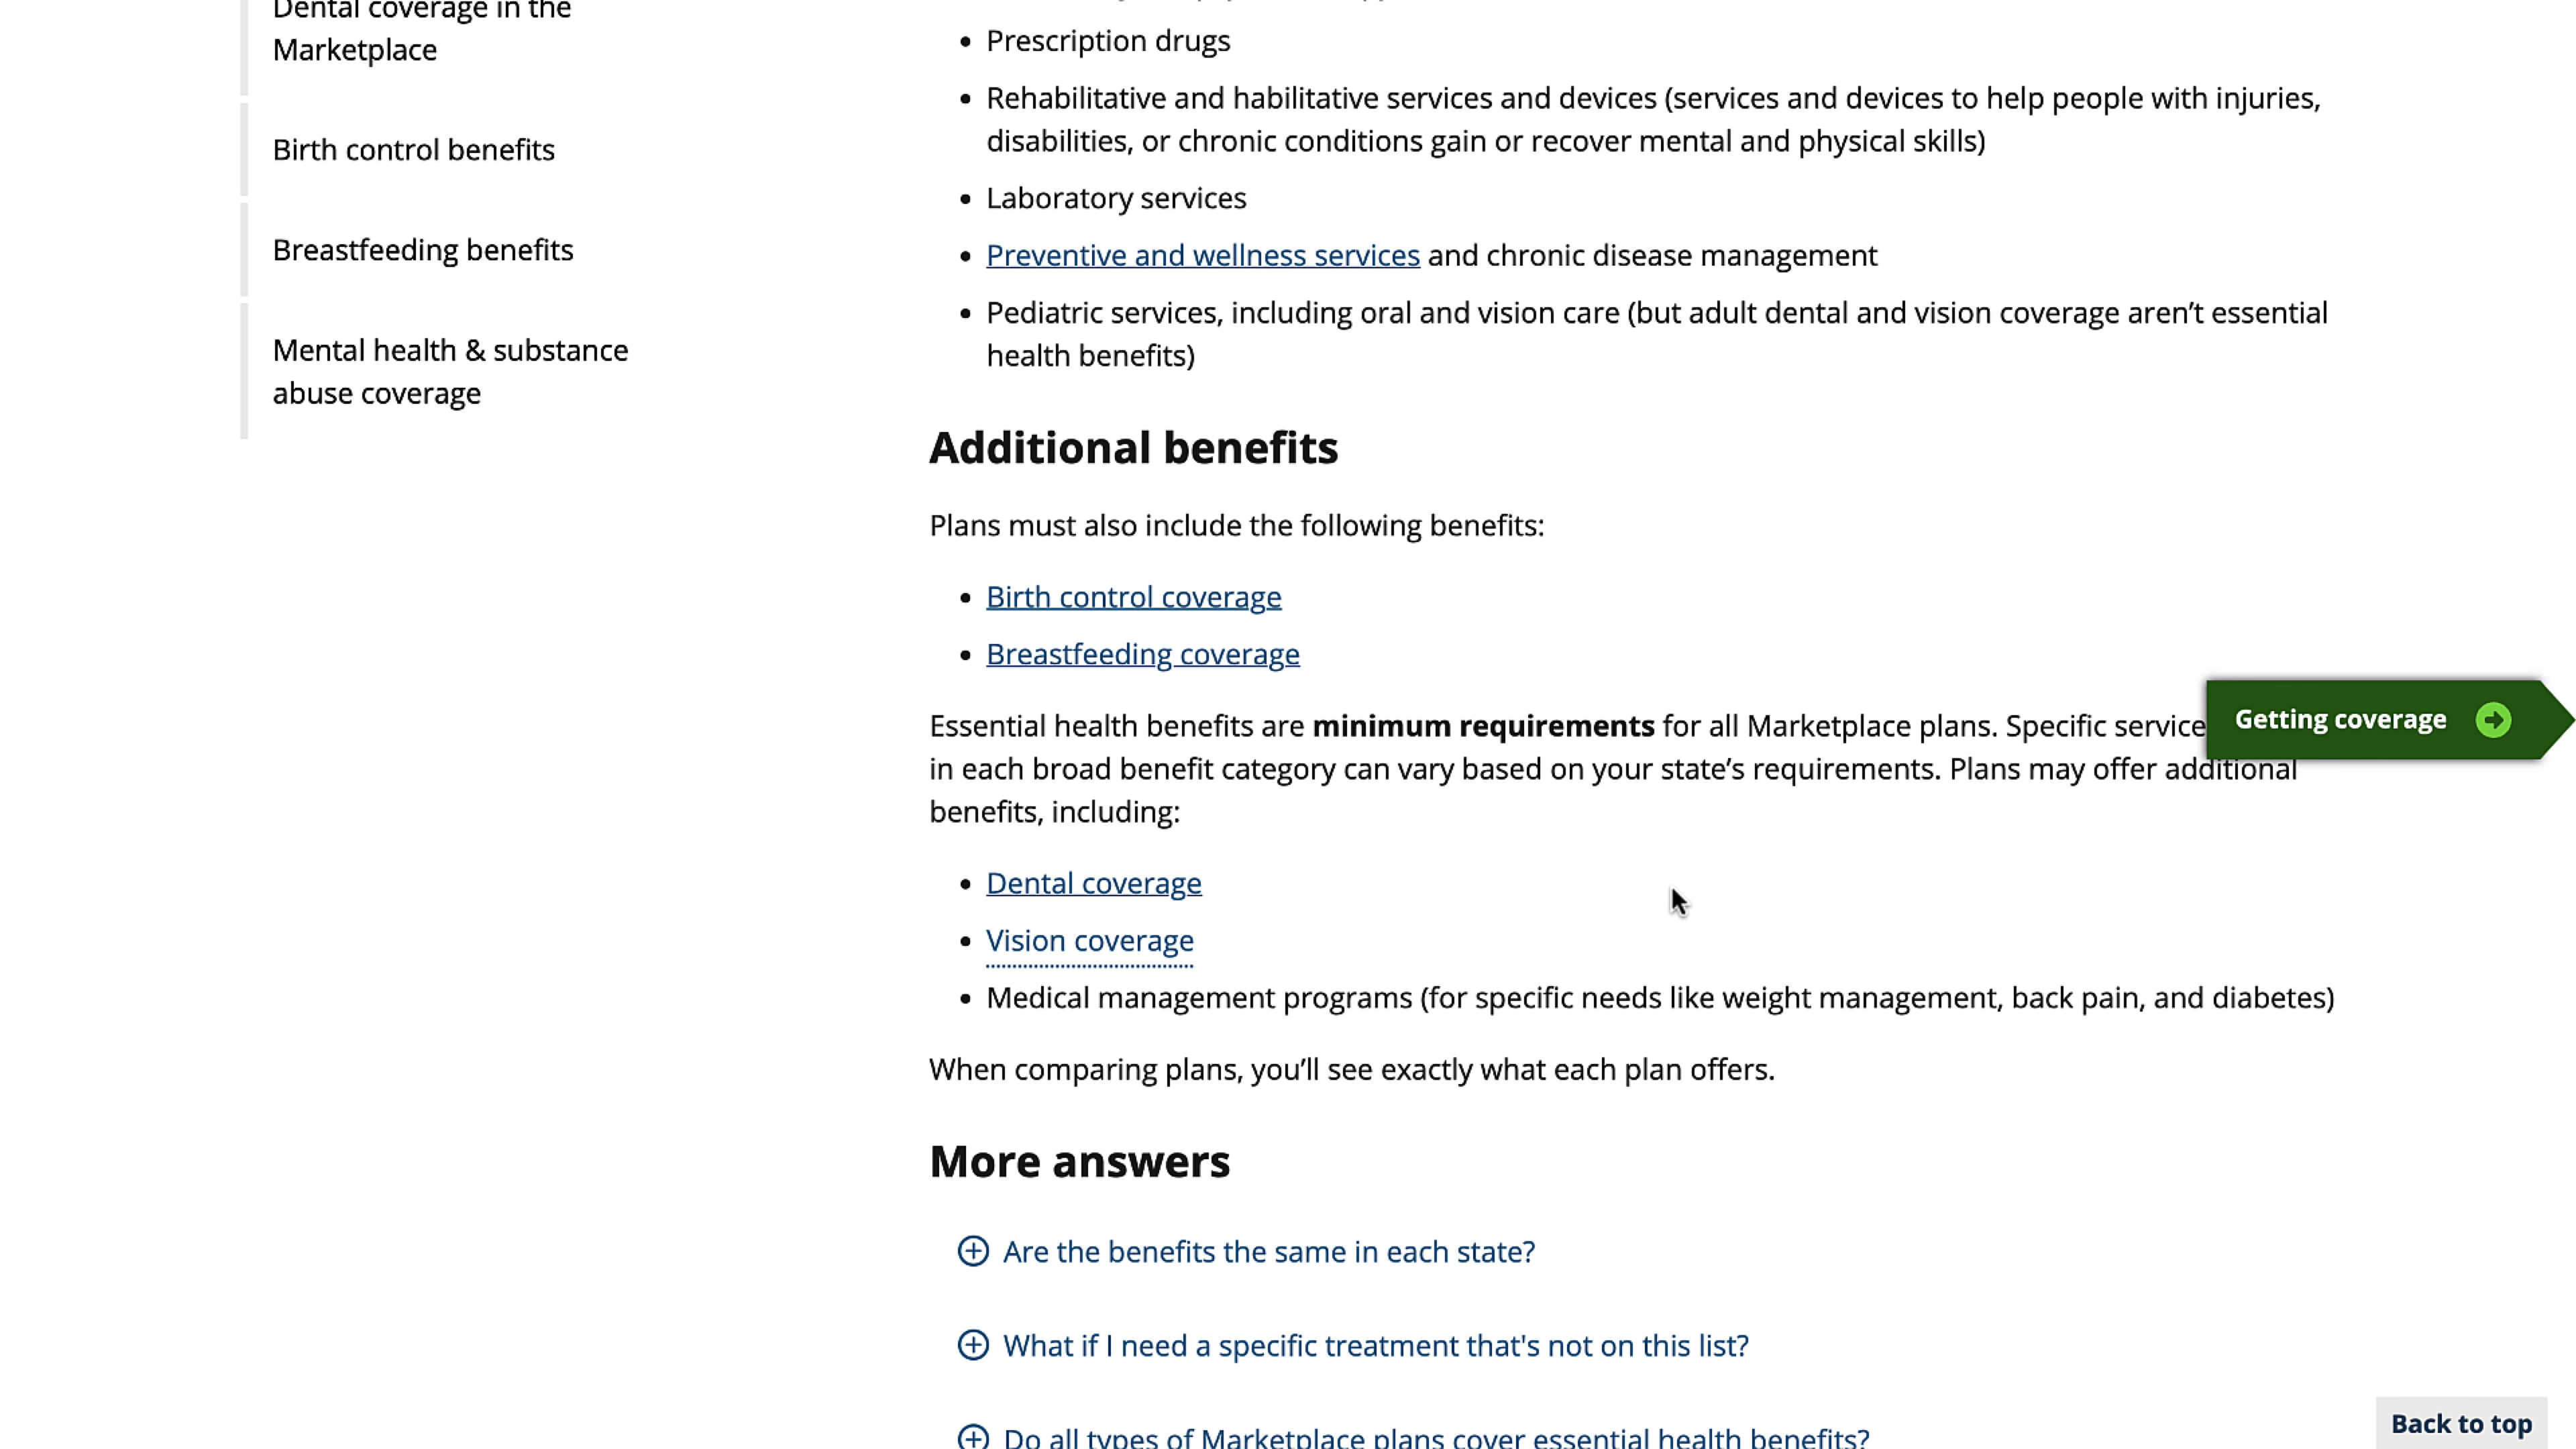 Dental coverage in the
Marketplace
Birth control benefits
Breastfeeding benefits
Mental health & substance
abuse coverage
• Prescription drugs
• Rehabilitative and habilitative services and devices (services and devices to help people with injuries,
disabilities, or chronic conditions gain or recover mental and physical skills)
• Laboratory services
• Preventive and wellness services and chronic disease management
• Pediatric services, including oral and vision care (but adult dental and vision coverage aren’t essential
health benefits)
Additional benefits
Plans must also include the following benefits:
• Birth control coverage
• Breastfeeding coverage
Essential health benefits are minimum requirements for all Marketplace plans. Specific service
Getting coverage
in each broad benefit category can vary based on your state’s requirements. Plans may offer additional
benefits, including:
• Dental coverage
• Vision coverage
• Medical management programs (for specific needs like weight management, back pain, and diabetes)
When comparing plans, you’ll see exactly what each plan offers.
More answers
Are the benefits the same in each state?
What if I need a specific treatment that's not on this list?
Do all types of Marketplace plans cover essential health benefits?
Back to top